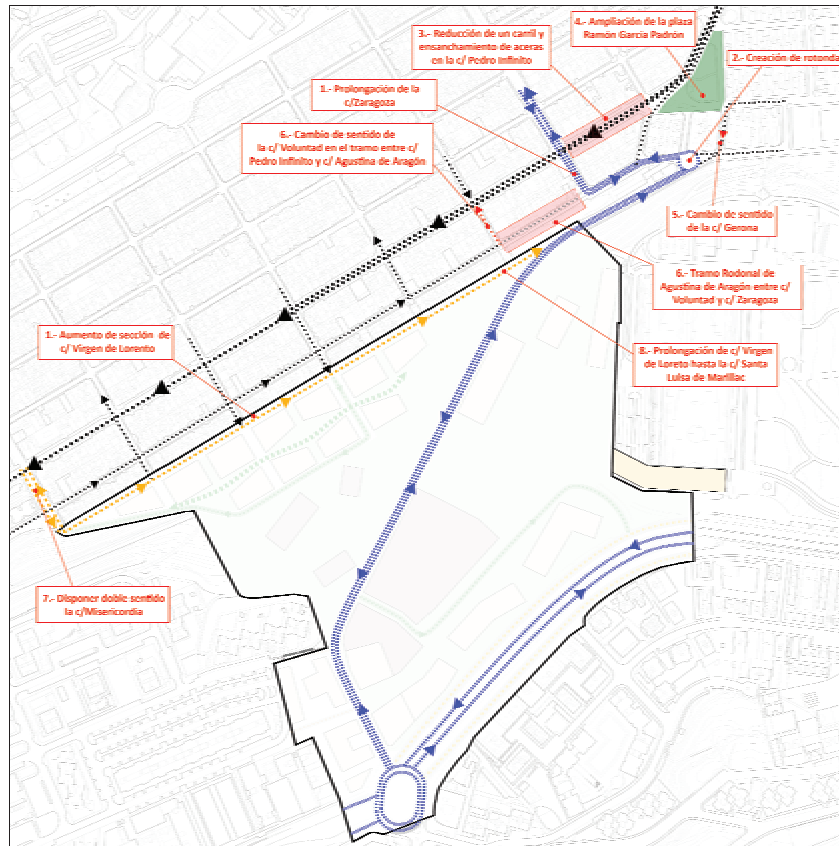 3.- Reducción de un carril y
ensanchamiento de aceras
en la c/ Pedro Infinito
4.- Ampliación de la plaza
Ramón García Padrón
2.- Creación de rotonda
1.- Prolongación de la
c/Zaragoza
6.- Cambio de sentido de
la c/ Voluntad en el tramo entre c/
Pedro Infinito y c/ Agustina de Aragón
5.- Cambio de sentido
de la c/ Gerona
6.- Tramo Rodonal de
Agustina de Aragón entre c/
Voluntad y c/ Zaragoza
1.- Aumento de sección de
c/ Virgen de Lorento
8.- Prolongación de c/ Virgen
de Loreto hasta la c/ Santa
Luisa de Marillac
7.- Disponer doble sentido
la c/Misericordia